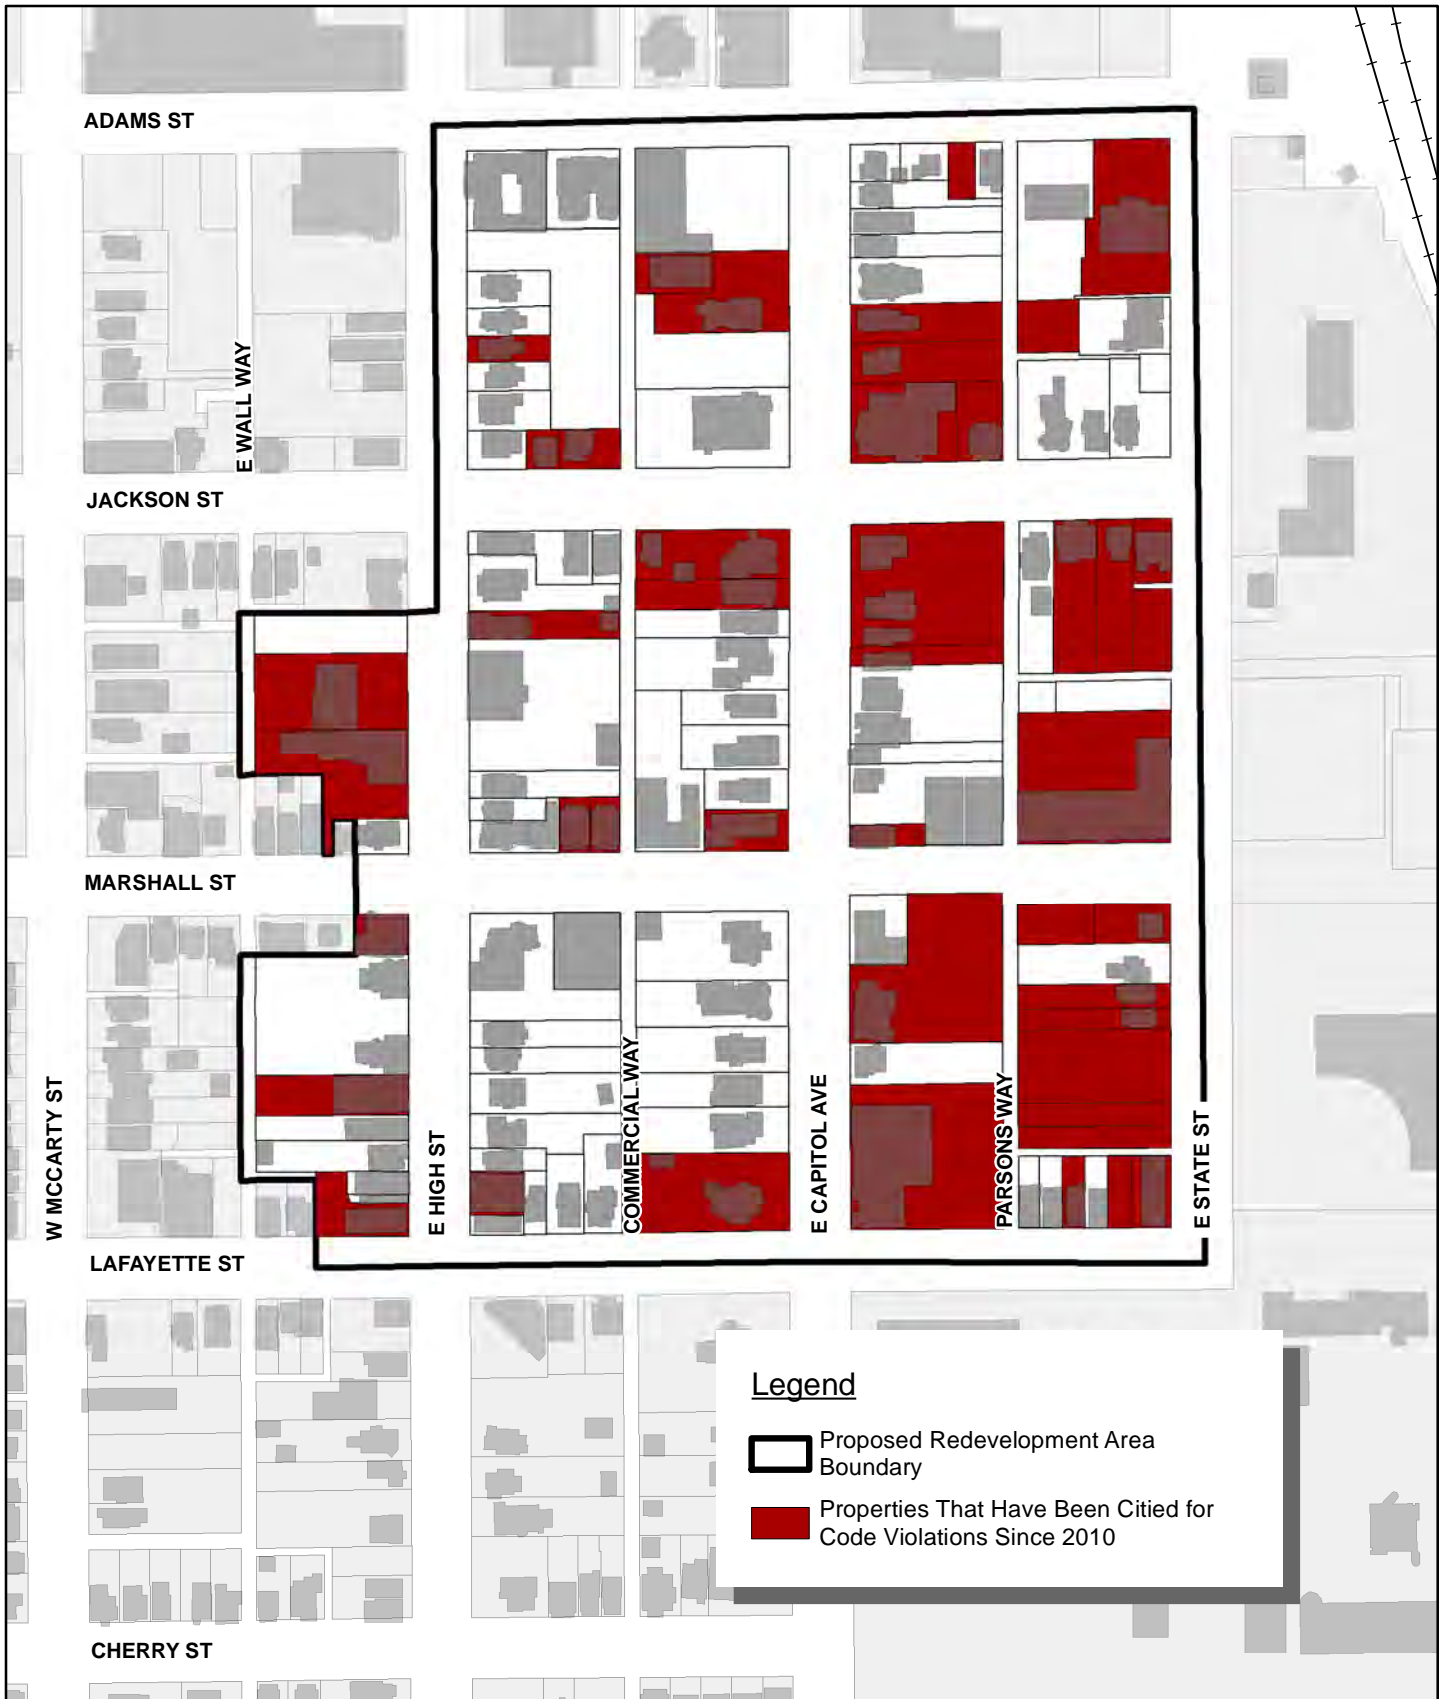 ADAMS ST
E WALL WAY
JACKSON ST
MARSHALL ST
W MCCARTY ST
E HIGH ST
COMMERCIAL WAY
E CAPITOL AVE
PARSONS WAY
E STATE ST
LAFAYETTE ST
Legend
Proposed Redevelopment Area
Boundary
Properties That Have Been Citied for
Code Violations Since 2010
CHERRY ST